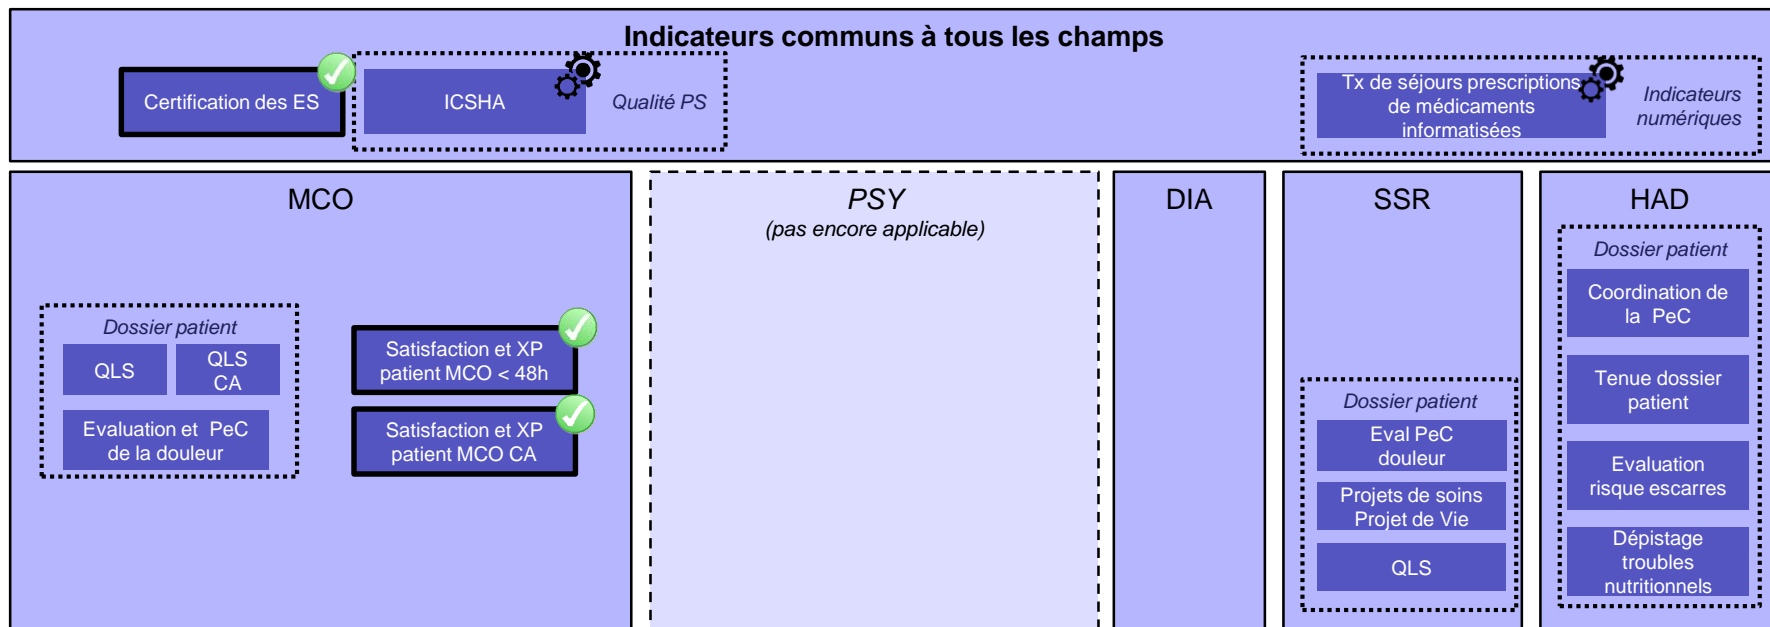 Indicateurs communs à tous les champs
Certification des ES
ICSHA
Qualité PS
Tx de séjours prescriptions
de médicaments
informatisées
Indicateurs
numériques
MCO
Dossier patient
QLS
QLS
CA
Evaluation et PeC
de la douleur
Satisfaction et XP
patient MCO < 48h
Satisfaction et XP
patient MCO CA
PSY
(pas encore applicable)
DIA
SSR
Dossier patient
Eval PeC
douleur
Projets de soins
Projet de Vie
QLS
HAD
Dossier patient
Coordination de
la PeC
Tenue dossier
patient
Evaluation
risque escarres
Dépistage
troubles
nutritionnels